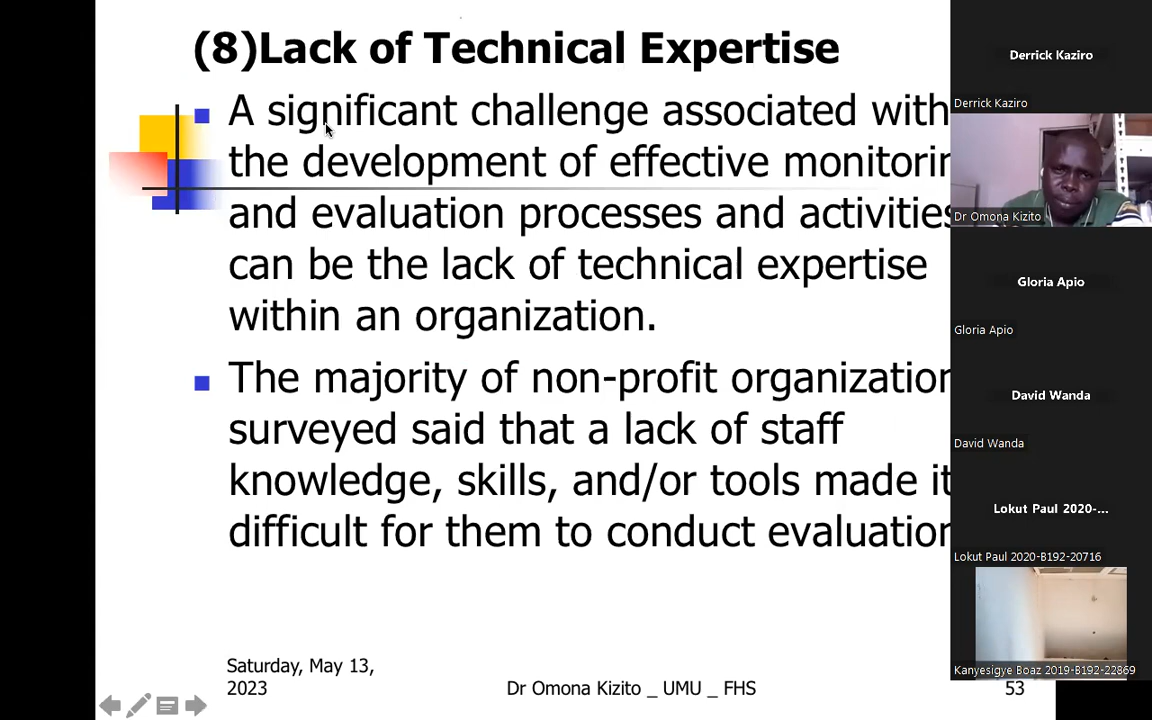 (8)Lack of Technical Expertise
A significant challenge associated with
the development of effective monitorin
and evaluation processes and activities
can be the lack of technical expertise
within an organization.
The majority of non-profit organization
surveyed said that a lack of staff
knowledge, skills, and/or tools made it
difficult for them to conduct evaluation
Saturday, May 13,
2023
Dr Omona Kizito _ UMU _ FHS
53
Derrick Kaziro
Derrick Kaziro
Dr Omona Kizito
Gloria Apio
Gloria Apio
David Wanda
David Wanda
Lokut Paul 2020-...
Lokut Paul 2020-B192-20716
Kanyesigye Boaz 2019-B192-22869